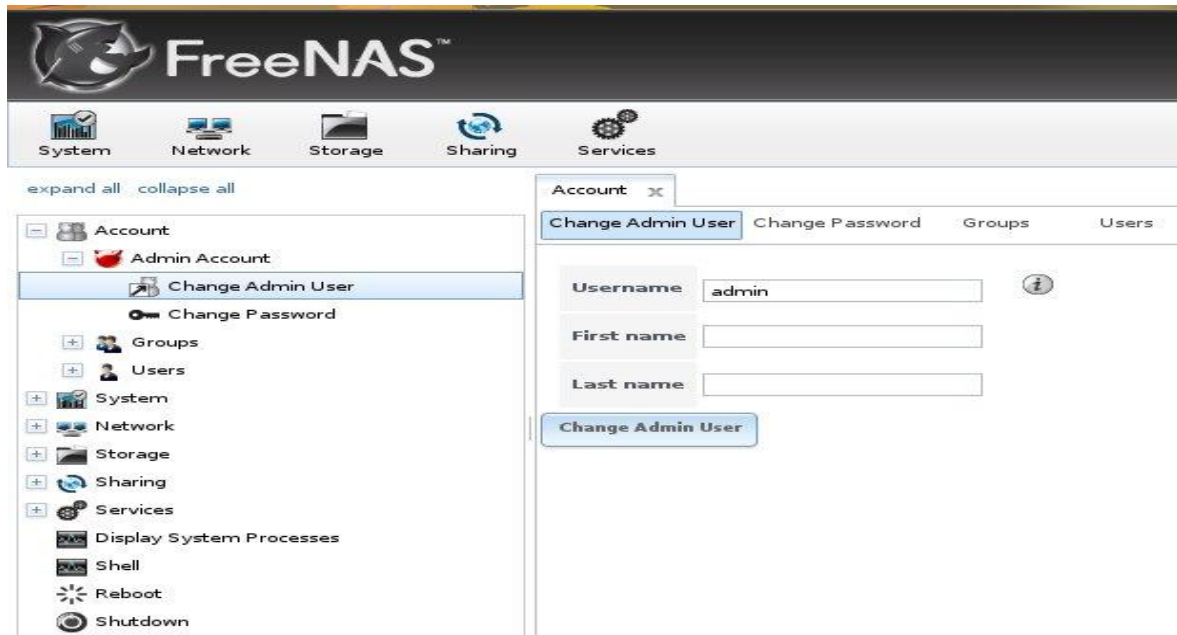 FreeNAS™
System Network Storage Sharing Services
expand all collapse all
Account
Admin Account
Change Admin User
Change Password
Groups
Users
System
Network
Storage
Sharing
Services
Display System Processes
Shell
Reboot
Shutdown
Account x
Change Admin User Change Password Groups Users
Username admin
First name
Last name
Change Admin User